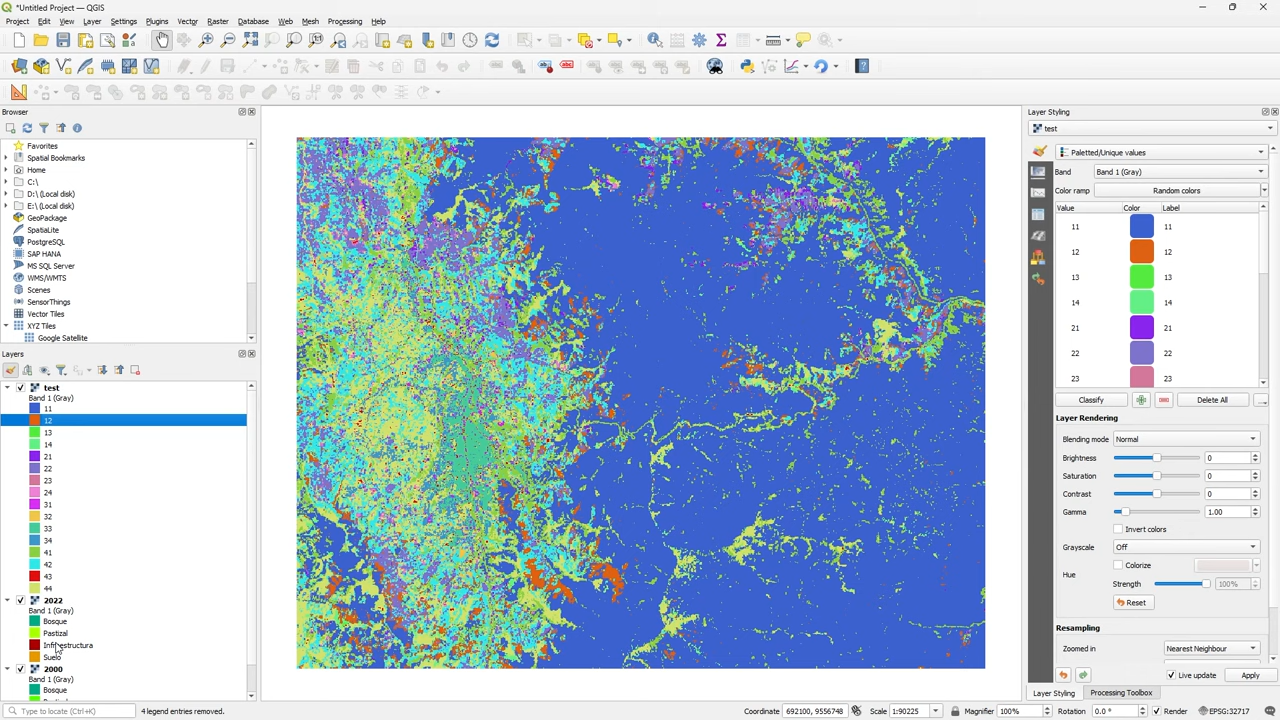 *Untitled Project — QGIS
Project Edit View Layer Settings Plugins Vector Raster Database Web Mesh Processing Help
Browser
Favorites
Spatial Bookmarks
Home
C:\
D:\ (Local disk)
E:\ (Local disk)
GeoPackage
SpatiaLite
PostgreSQL
SAP HANA
MS SQL Server
WMS/WMTS
Scenes
SensorThings
Vector Tiles
XYZ Tiles
Google Satellite
Layers
test
Band 1 (Gray)
11
12
13
14
21
22
23
24
31
32
33
34
41
42
43
44
2022
Band 1 (Gray)
Bosque
Pastizal
Infraestructura
Suelo
2000
Band 1 (Gray)
Bosque
Layer Styling
test
Paletted/Unique values
Band Band 1 (Gray)
Color ramp Random colors
Value Color Label
11 11
12 12
13 13
14 14
21 21
22 22
23 23
Classify Delete All ...
Layer Rendering
Blending mode Normal
Brightness 0
Saturation 0
Contrast 0
Gamma 1.00
Invert colors
Grayscale Off
Hue Colorize
Strength 100%
Reset
Resampling
Zoomed in Nearest Neighbour
Live update Apply
Layer Styling Processing Toolbox
Type to locate (Ctrl+K) 4 legend entries removed. Coordinate 692100, 9556748 Scale 1:90225 Magnifier 100% Rotation 0.0 ° Render EPSG:32717